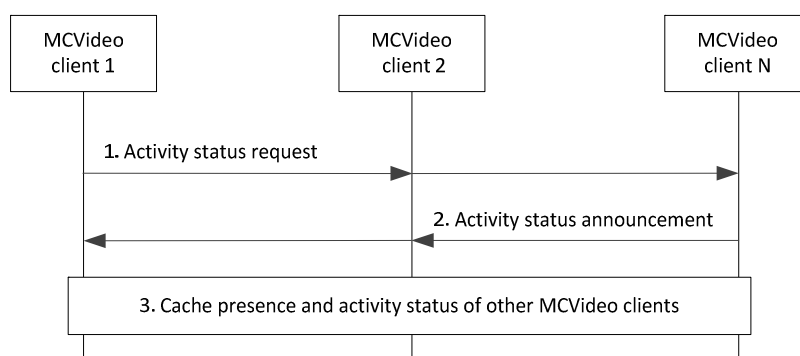 MCVideo
client 1
MCVideo
client 2
MCVideo
client N
1. Activity status request
2. Activity status announcement
3. Cache presence and activity status of other MCVideo clients